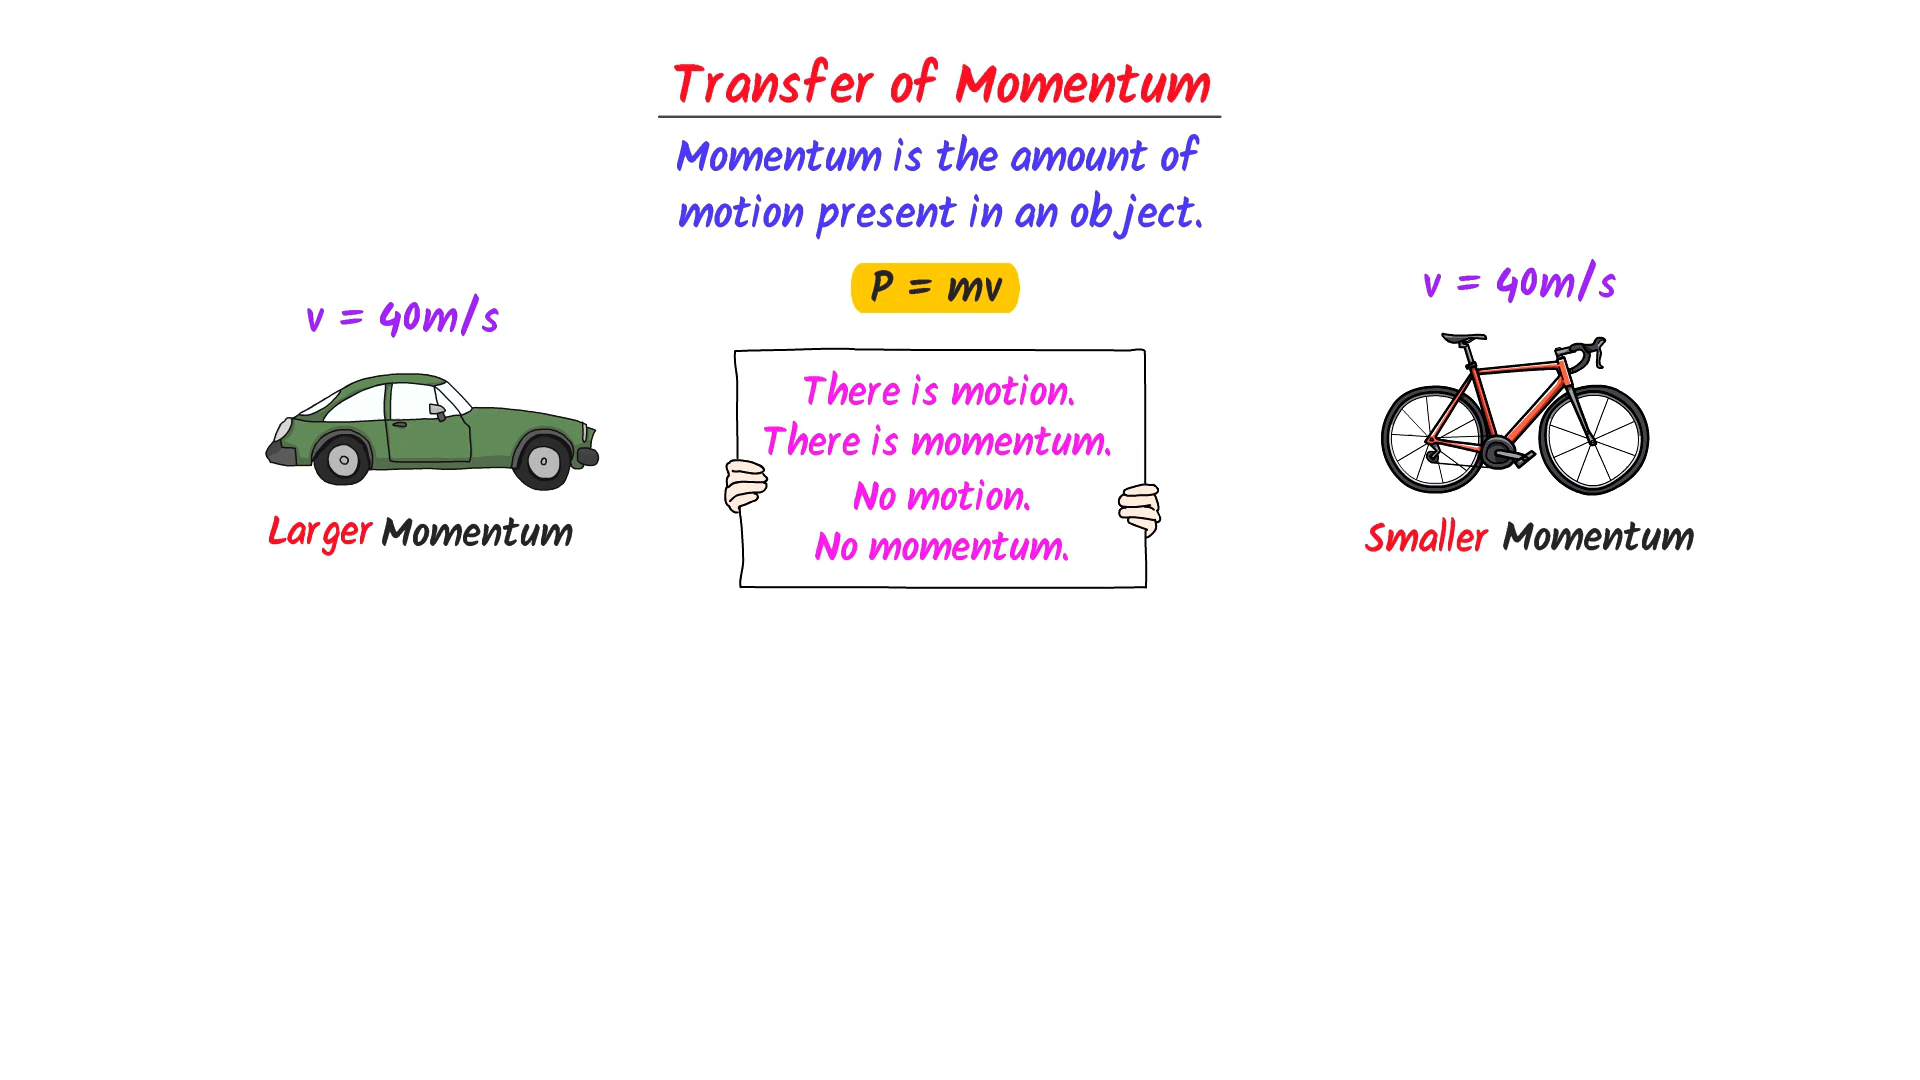 Transfer of Momentum
Momentum is the amount of
motion present in an object.
P = mv
v = 40m/s
Larger Momentum
There is motion.
There is momentum.
No motion.
No momentum.
v = 40m/s
Smaller Momentum